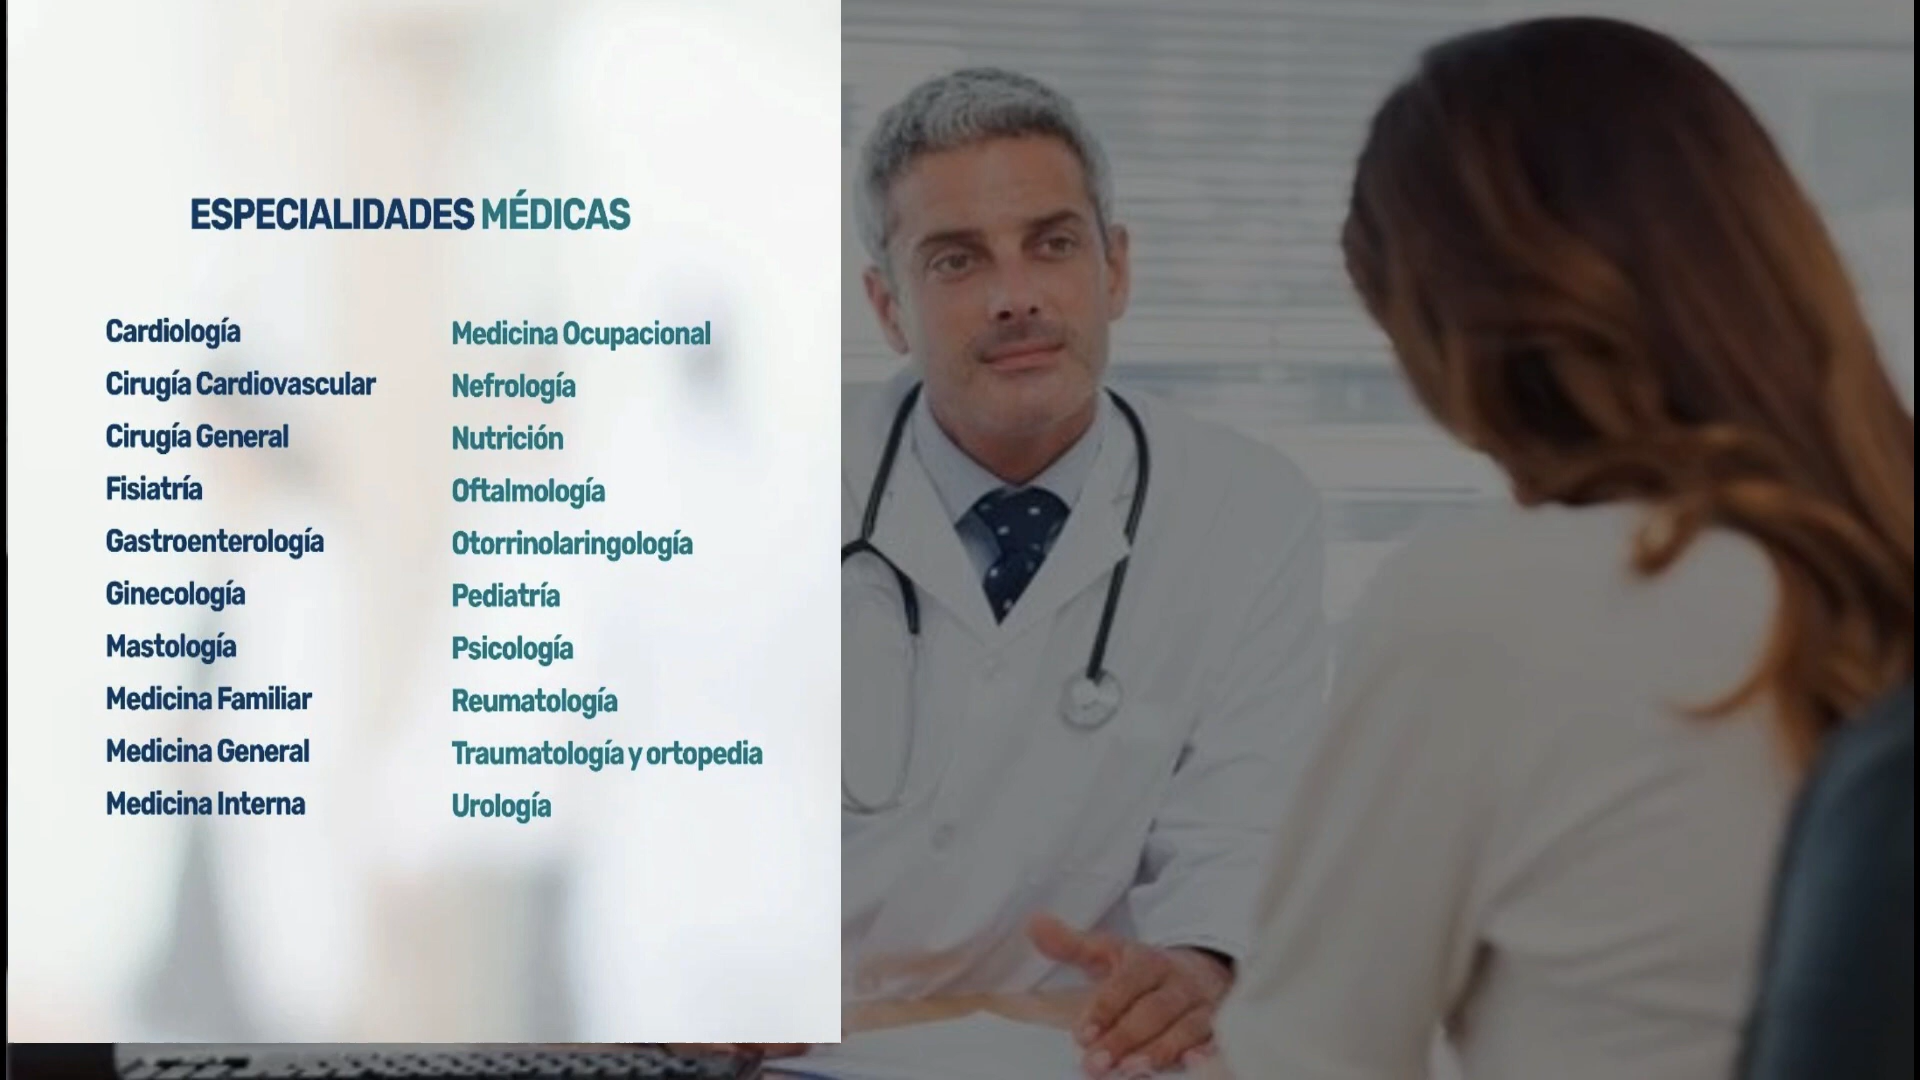 ESPECIALIDADES MÉDICAS
Cardiología
Cirugía Cardiovascular
Cirugía General
Fisiatría
Gastroenterología
Ginecología
Mastología
Medicina Familiar
Medicina General
Medicina Interna
Medicina Ocupacional
Nefrología
Nutrición
Oftalmología
Otorrinolaringología
Pediatría
Psicología
Reumatología
Traumatología y ortopedia
Urología